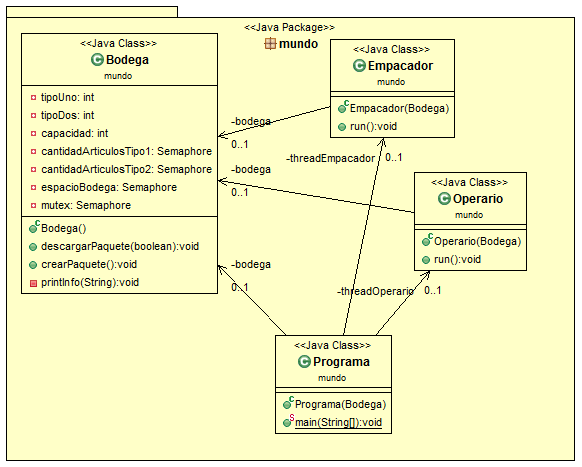 <<Java Package>>
mundo
<<Java Class>>
Bodega
mundo
tipoUno: int
tipoDos: int
capacidad: int
cantidadArticulosTipo1: Semaphore
cantidadArticulosTipo2: Semaphore
espacioBodega: Semaphore
mutex: Semaphore
Bodega()
descargarPaquete(boolean):void
crearPaquete():void
printInfo(String):void
<<Java Class>>
Empacador
mundo
Empacador(Bodega)
run():void
-bodega
0..1
-threadEmpacador
0..1
-bodega
0..1
<<Java Class>>
Operario
mundo
Operario(Bodega)
run():void
-bodega
0..1
-threadOperario
0..1
<<Java Class>>
Programa
mundo
Programa(Bodega)
main(String[]):void